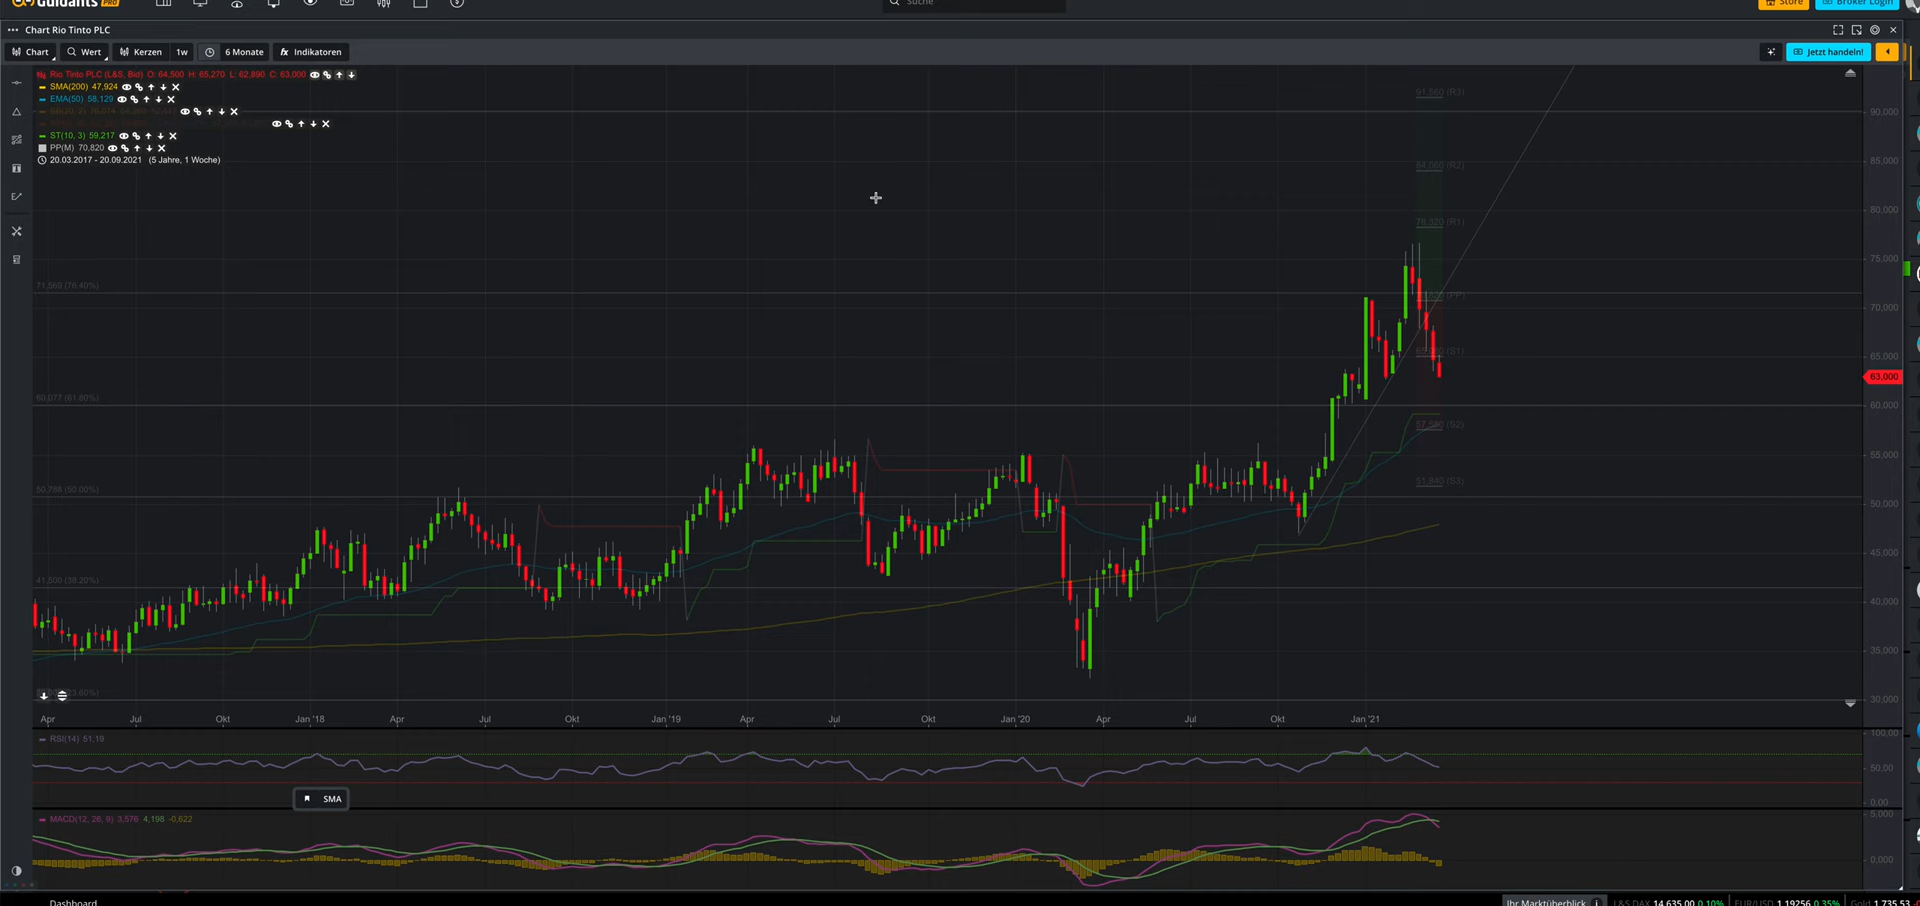 Guidants PRO
Suche
Store
Broker Login
Chart Rio Tinto PLC
Chart Wert Kerzen 1w 6 Monate fx Indikatoren
Jetzt handeln!
Rio Tinto PLC (L&S, Bid) O: 64,500 H: 65,270 L: 62,890 C: 63,000
SMA(200) 47,924
EMA(50) 58,129
ST(10, 3) 59,217
PP(M) 70,820
20.03.2017 - 20.09.2021 (5 Jahre, 1 Woche)
91,560 (R3)
90,000
85,000
84,060 (R2)
80,000
78,320 (R1)
75,000
71,569 (76.40%)
(PP)
70,000
65,000
(S1)
63,000
60,077 (61.80%)
60,000
57,580 (S2)
55,000
51,840 (S3)
50,788 (50.00%)
50,000
45,000
41,500 (38.20%)
40,000
35,000
(23.60%)
30,000
Apr Jul Okt Jan '18 Apr Jul Okt Jan '19 Apr Jul Okt Jan '20 Apr Jul Okt Jan '21
RSI(14) 51,19
100,00
50,00
0,00
SMA
MACD(12, 26, 9) 3,576 4,198 -0,622
5,000
0,000
Dashboard
Ihr Marktüberblick
L&S DAX 14.635,00 0,10%
EUR/USD 1,19256 0,35%
Gold 1.735,53